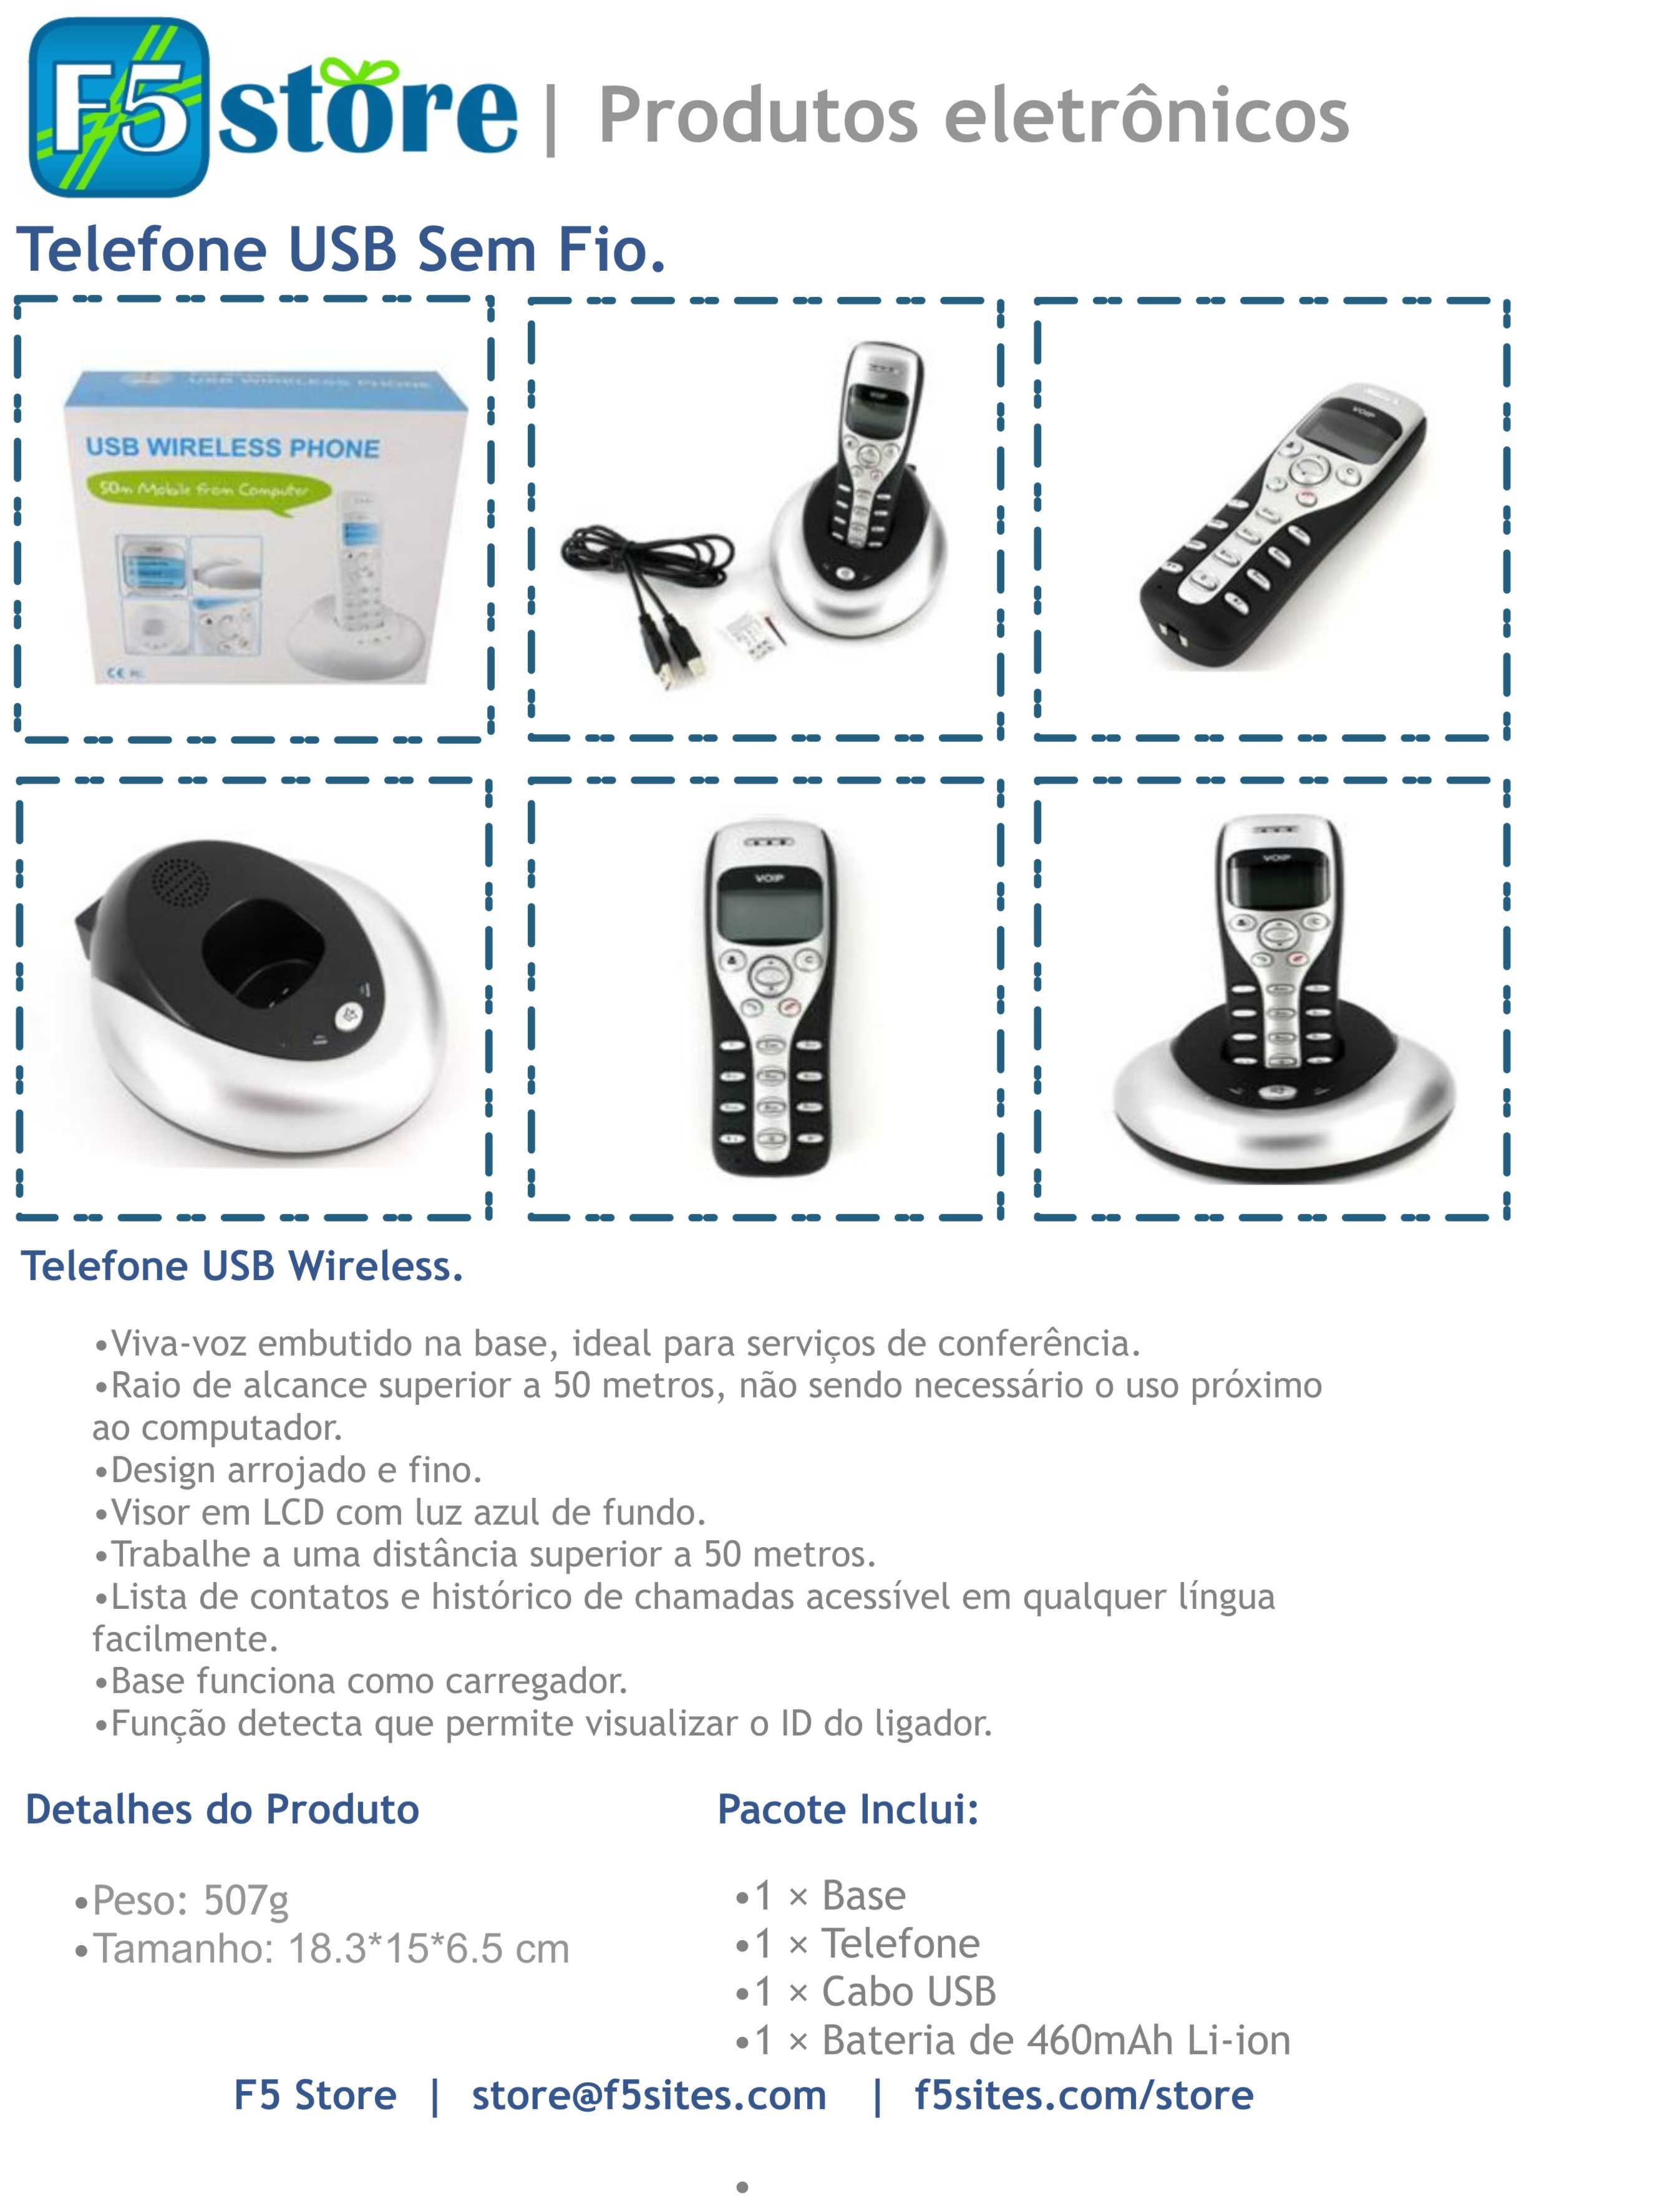 F5 store | Produtos eletrônicos
Telefone USB Sem Fio.
USB WIRELESS PHONE
USB WIRELESS PHONE
50m Mobile from Computer
CE
VOIP
VOIP
VOIP
VOIP
Telefone USB Wireless.
•Viva-voz embutido na base, ideal para serviços de conferência.
•Raio de alcance superior a 50 metros, não sendo necessário o uso próximo
ao computador.
•Design arrojado e fino.
•Visor em LCD com luz azul de fundo.
•Trabalhe a uma distância superior a 50 metros.
•Lista de contatos e histórico de chamadas acessível em qualquer língua
facilmente.
•Base funciona como carregador.
•Função detecta que permite visualizar o ID do ligador.
Detalhes do Produto
•Peso: 507g
•Tamanho: 18.3*15*6.5 cm
Pacote Inclui:
•1 × Base
•1 × Telefone
•1 × Cabo USB
•1 × Bateria de 460mAh Li-ion
F5 Store | store@f5sites.com | f5sites.com/store
•